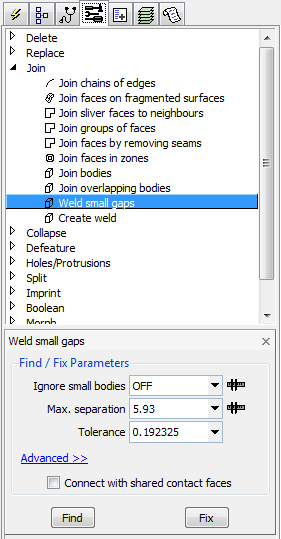 Delete
Replace
Join
Join chains of edges
Join faces on fragmented surfaces
Join sliver faces to neighbours
Join groups of faces
Join faces by removing seams
Join faces in zones
Join bodies
Join overlapping bodies
Weld small gaps
Create weld
Collapse
Defeature
Holes/Protrusions
Split
Imprint
Boolean
Morph
Weld small gaps
Find / Fix Parameters
Ignore small bodies OFF
Max. separation 5.93
Tolerance 0.192325
Advanced >>
Connect with shared contact faces
Find Fix